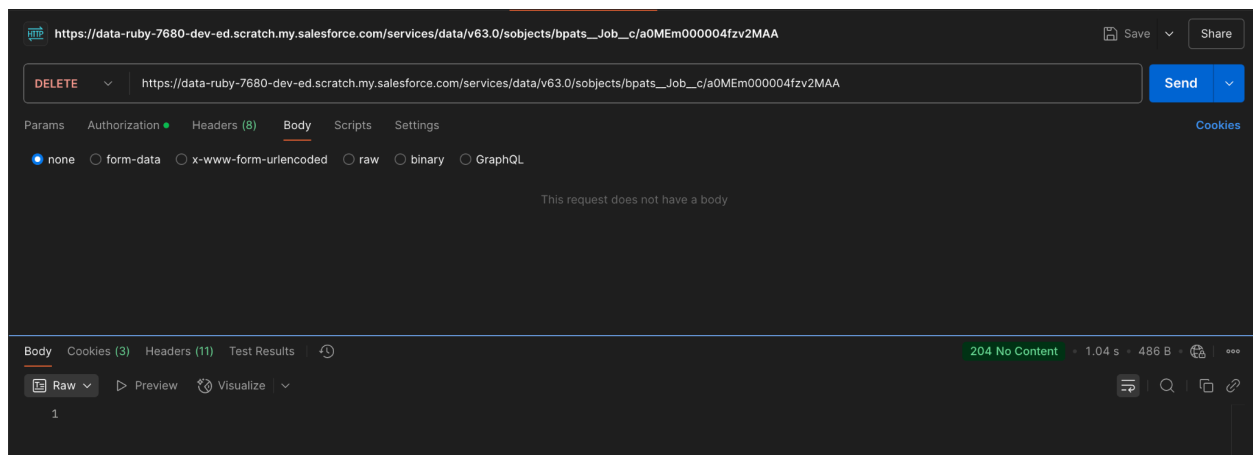 HTTP https://data-ruby-7680-dev-ed.scratch.my.salesforce.com/services/data/v63.0/sobjects/bpats__Job__c/a0MEm000004fzv2MAA Save Share
DELETE https://data-ruby-7680-dev-ed.scratch.my.salesforce.com/services/data/v63.0/sobjects/bpats__Job__c/a0MEm000004fzv2MAA Send
Params Authorization Headers (8) Body Scripts Settings Cookies
none form-data x-www-form-urlencoded raw binary GraphQL
This request does not have a body
Body Cookies (3) Headers (11) Test Results 204 No Content • 1.04 s • 486 B
Raw Preview Visualize
1